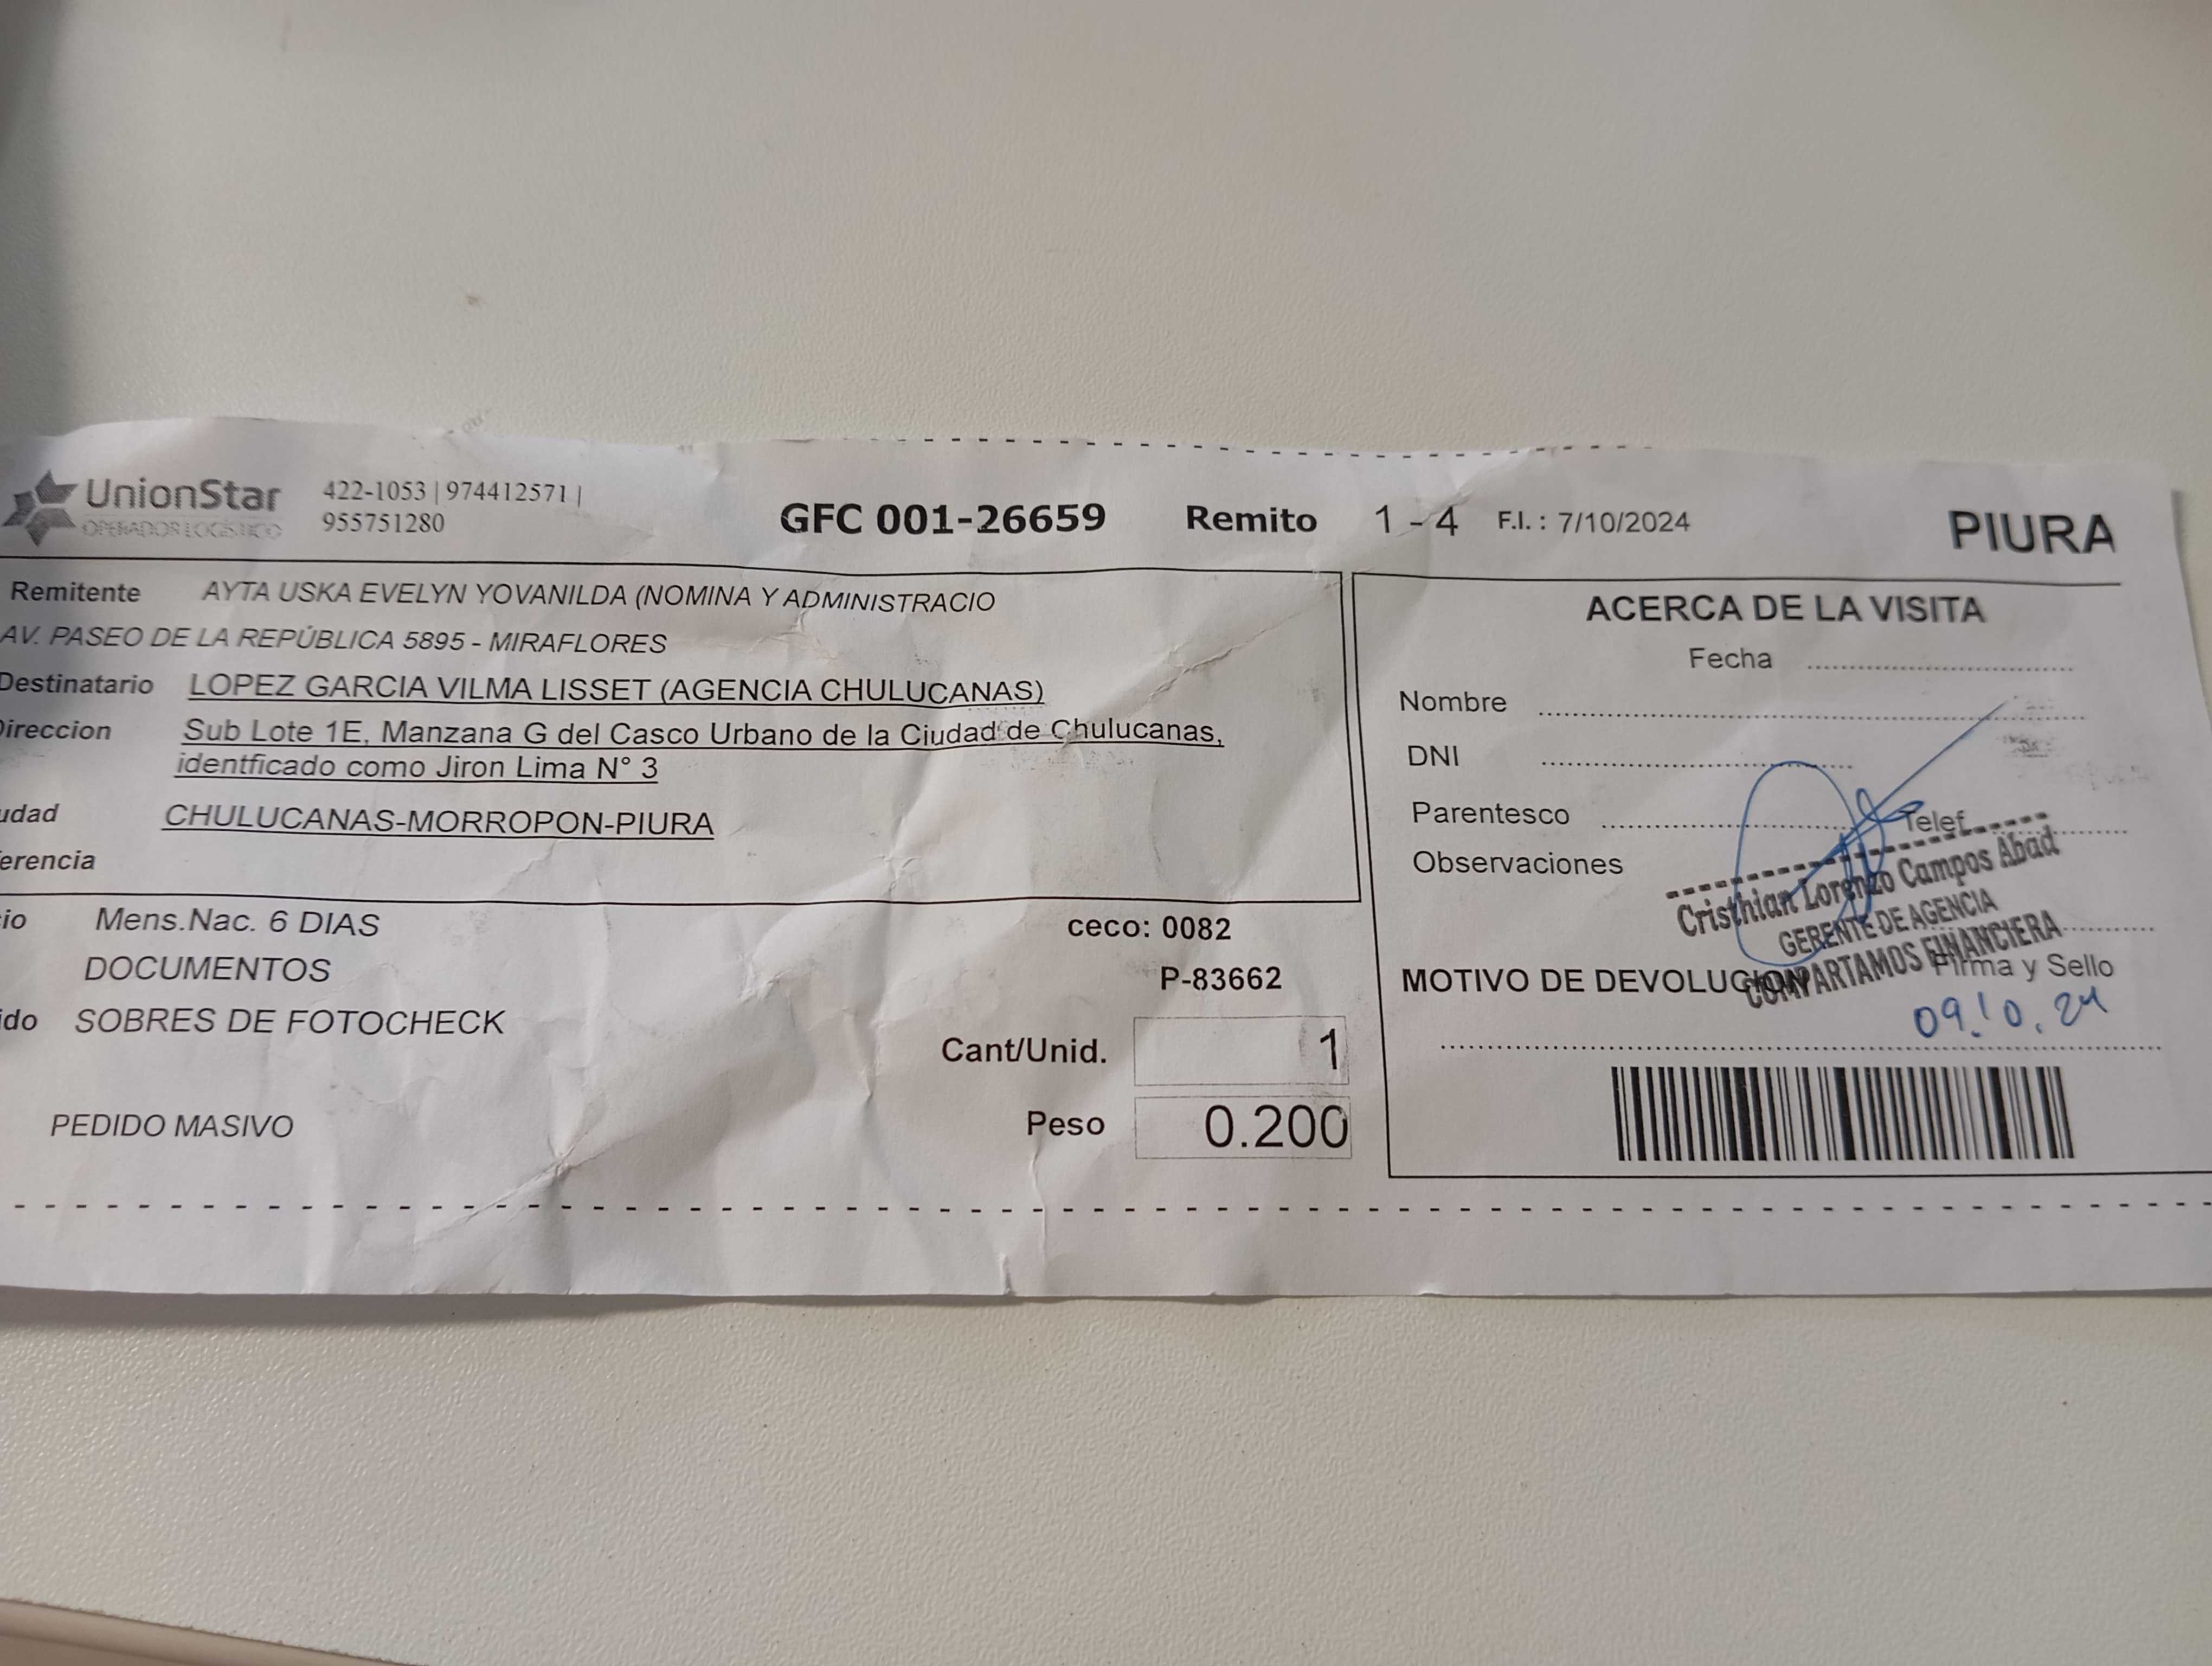 UnionStar
OPERADOR LOGÍSTICO
422-1053 | 974412571 |
955751280
GFC 001-26659 Remito 1 - 4 F.I. : 7/10/2024 PIURA
Remitente AYTA USKA EVELYN YOVANILDA (NOMINA Y ADMINISTRACIO
AV. PASEO DE LA REPÚBLICA 5895 - MIRAFLORES
Destinatario LOPEZ GARCIA VILMA LISSET (AGENCIA CHULUCANAS)
Direccion Sub Lote 1E, Manzana G del Casco Urbano de la Ciudad de Chulucanas,
identficado como Jiron Lima N° 3
udad CHULUCANAS-MORROPON-PIURA
erencia
io Mens.Nac. 6 DIAS
ceco: 0082
DOCUMENTOS
P-83662
ido SOBRES DE FOTOCHECK
Cant/Unid. 1
PEDIDO MASIVO
Peso 0.200
ACERCA DE LA VISITA
Fecha
Nombre
DNI
Parentesco Telef
Observaciones
Cristhian Lorenzo Campos Abad
GERENTE DE AGENCIA
COMPARTAMOS FINANCIERA
Firma y Sello
MOTIVO DE DEVOLUCION
09.10.24